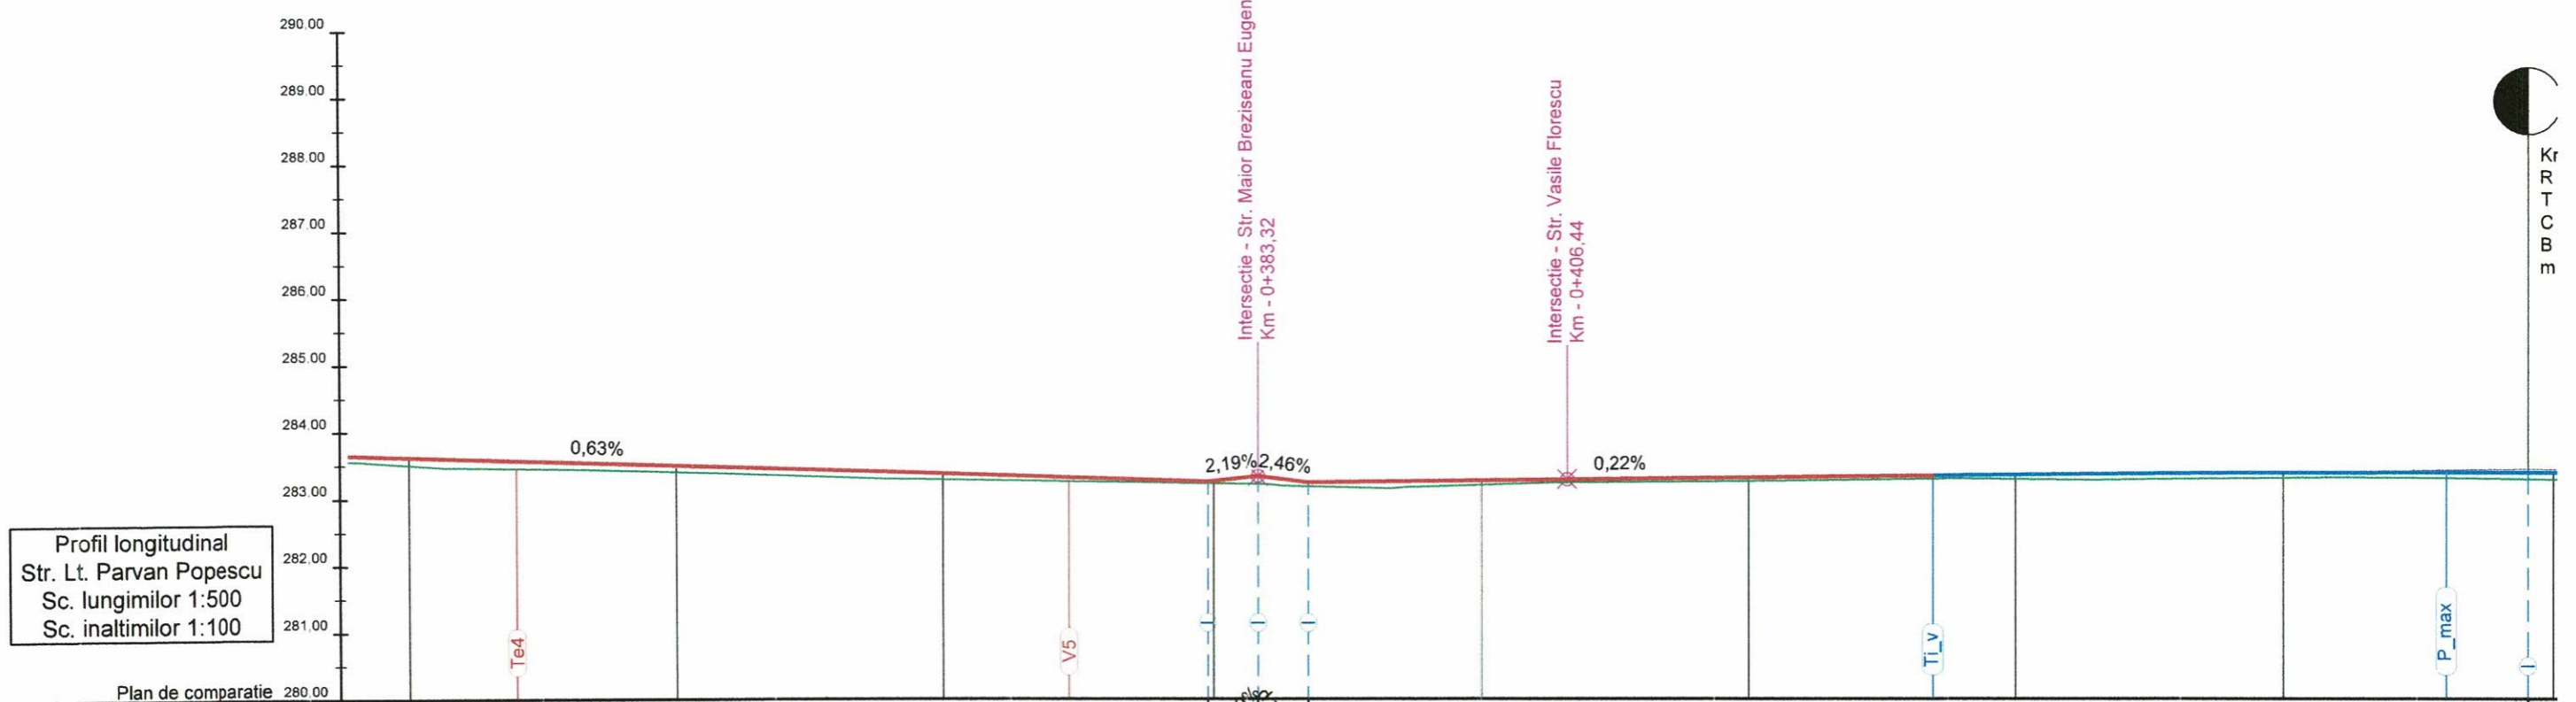 290.00
289.00
288.00
287.00
286.00
285.00
284.00
283.00
282.00
281.00
Plan de comparatie 280.00
Profil longitudinal
Str. Lt. Parvan Popescu
Sc. lungimilor 1:500
Sc. inaltimilor 1:100
Intersectie - Str. Maior Breziseanu Eugen
Km - 0+383,32
Intersectie - Str. Vasile Florescu
Km - 0+406,44
0,63%
2,19% 2,46%
0,22%
Te4
V5
I
I
I
Ti_v
P_max
I
R
T
C
B
m